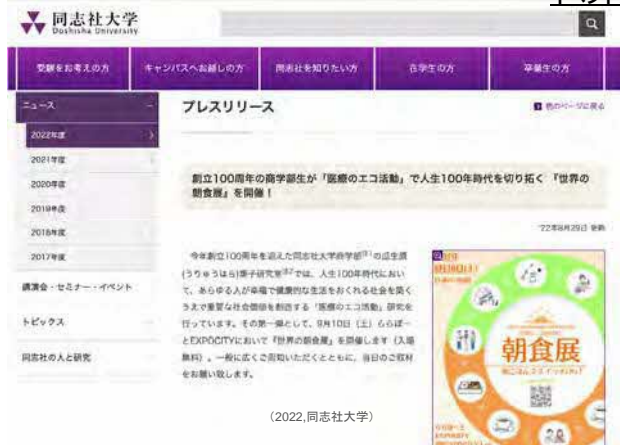 同志社大学
Doshisha University
受験をお考えの方
キャンパスへお越しの方
同志社を知りたい方
在学生の方
卒業生の方
ニュース
2022年度
2021年度
2020年度
2019年度
2018年度
2017年度
講演会・セミナー・イベント
トピックス
同志社の人と研究
プレスリリース
前のページに戻る
創立100周年の商学部生が「医療のエコ活動」で人生100年時代を切り拓く 『世界の
朝食展』を開催！
'22年8月29日 更新
今年創立100周年を迎えた同志社大学商学部の瓜生原
(うりゅうはら)葉子研究室では、人生100年時代におい
て、あらゆる人が幸福で健康的な生活をおくれる社会を築く
うえで重要な社会価値を創造する「医療のエコ活動」研究を
行っています。その第一弾として、9月10日（土）ららぽー
とEXPOCITYにおいて『世界の朝食展』を開催します（入場
無料）。一般に広くご周知いただくとともに、当日のご取材
をお願い致します。
（2022,同志社大学）
朝食展